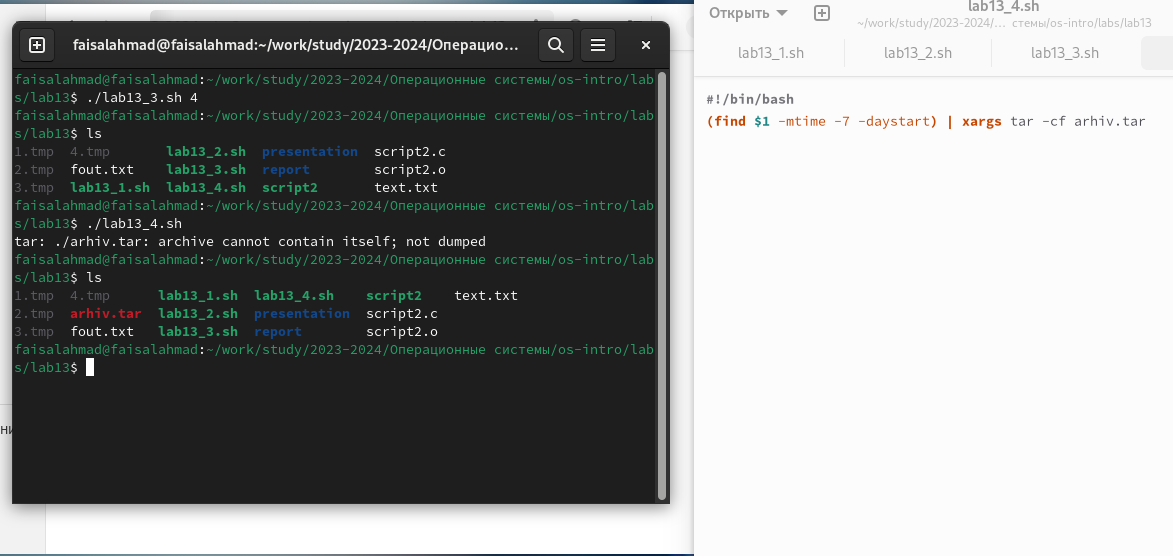 faisalahmad@faisalahmad:~/work/study/2023-2024/Операцио...
faisalahmad@faisalahmad:~/work/study/2023-2024/Операционные системы/os-intro/lab
s/lab13$ ./lab13_3.sh 4
faisalahmad@faisalahmad:~/work/study/2023-2024/Операционные системы/os-intro/lab
s/lab13$ ls
1.tmp 4.tmp lab13_2.sh presentation script2.c
2.tmp fout.txt lab13_3.sh report script2.o
3.tmp lab13_1.sh lab13_4.sh script2 text.txt
faisalahmad@faisalahmad:~/work/study/2023-2024/Операционные системы/os-intro/lab
s/lab13$ ./lab13_4.sh
tar: ./arhiv.tar: archive cannot contain itself; not dumped
faisalahmad@faisalahmad:~/work/study/2023-2024/Операционные системы/os-intro/lab
s/lab13$ ls
1.tmp 4.tmp lab13_1.sh lab13_4.sh script2 text.txt
2.tmp arhiv.tar lab13_2.sh presentation script2.c
3.tmp fout.txt lab13_3.sh report script2.o
faisalahmad@faisalahmad:~/work/study/2023-2024/Операционные системы/os-intro/lab
s/lab13$
Открыть
lab13_4.sh
~/work/study/2023-2024/... стемы/os-intro/labs/lab13
lab13_1.sh lab13_2.sh lab13_3.sh
#!/bin/bash
(find $1 -mtime -7 -daystart) | xargs tar -cf arhiv.tar